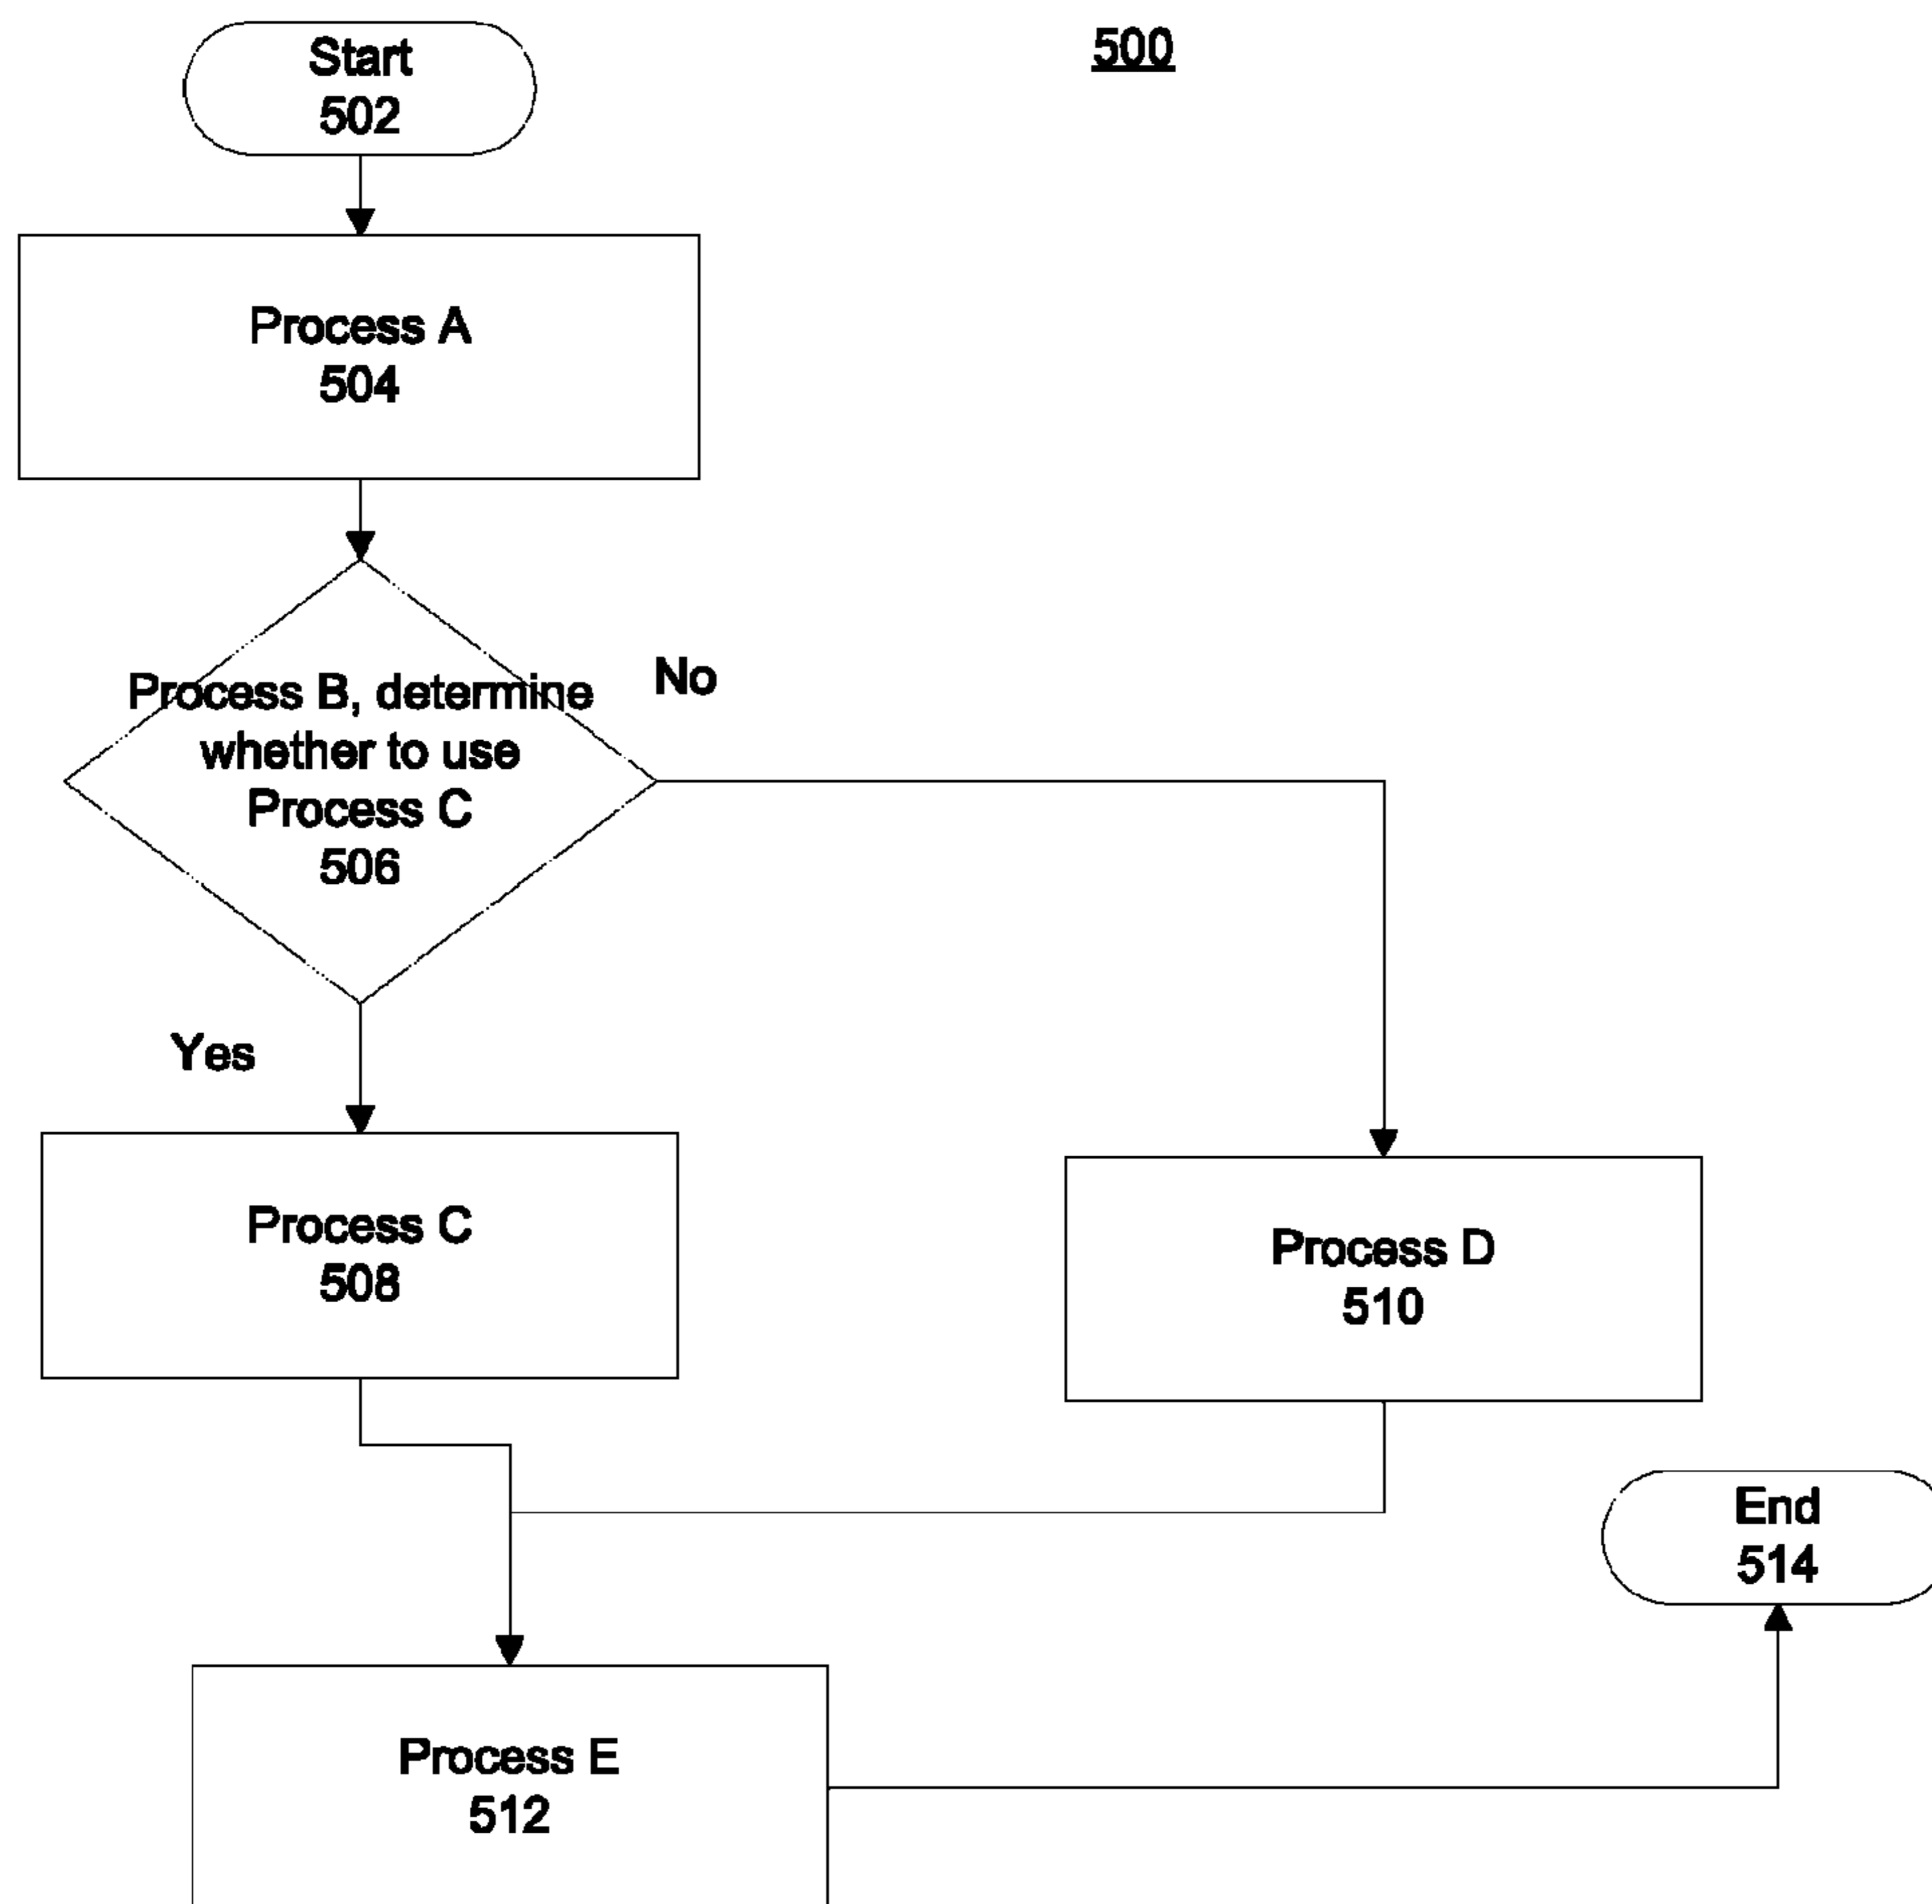 Start
502
500
Process A
504
Process B, determine
whether to use
Process C
506
No
Yes
Process C
508
Process D
510
End
514
Process E
512